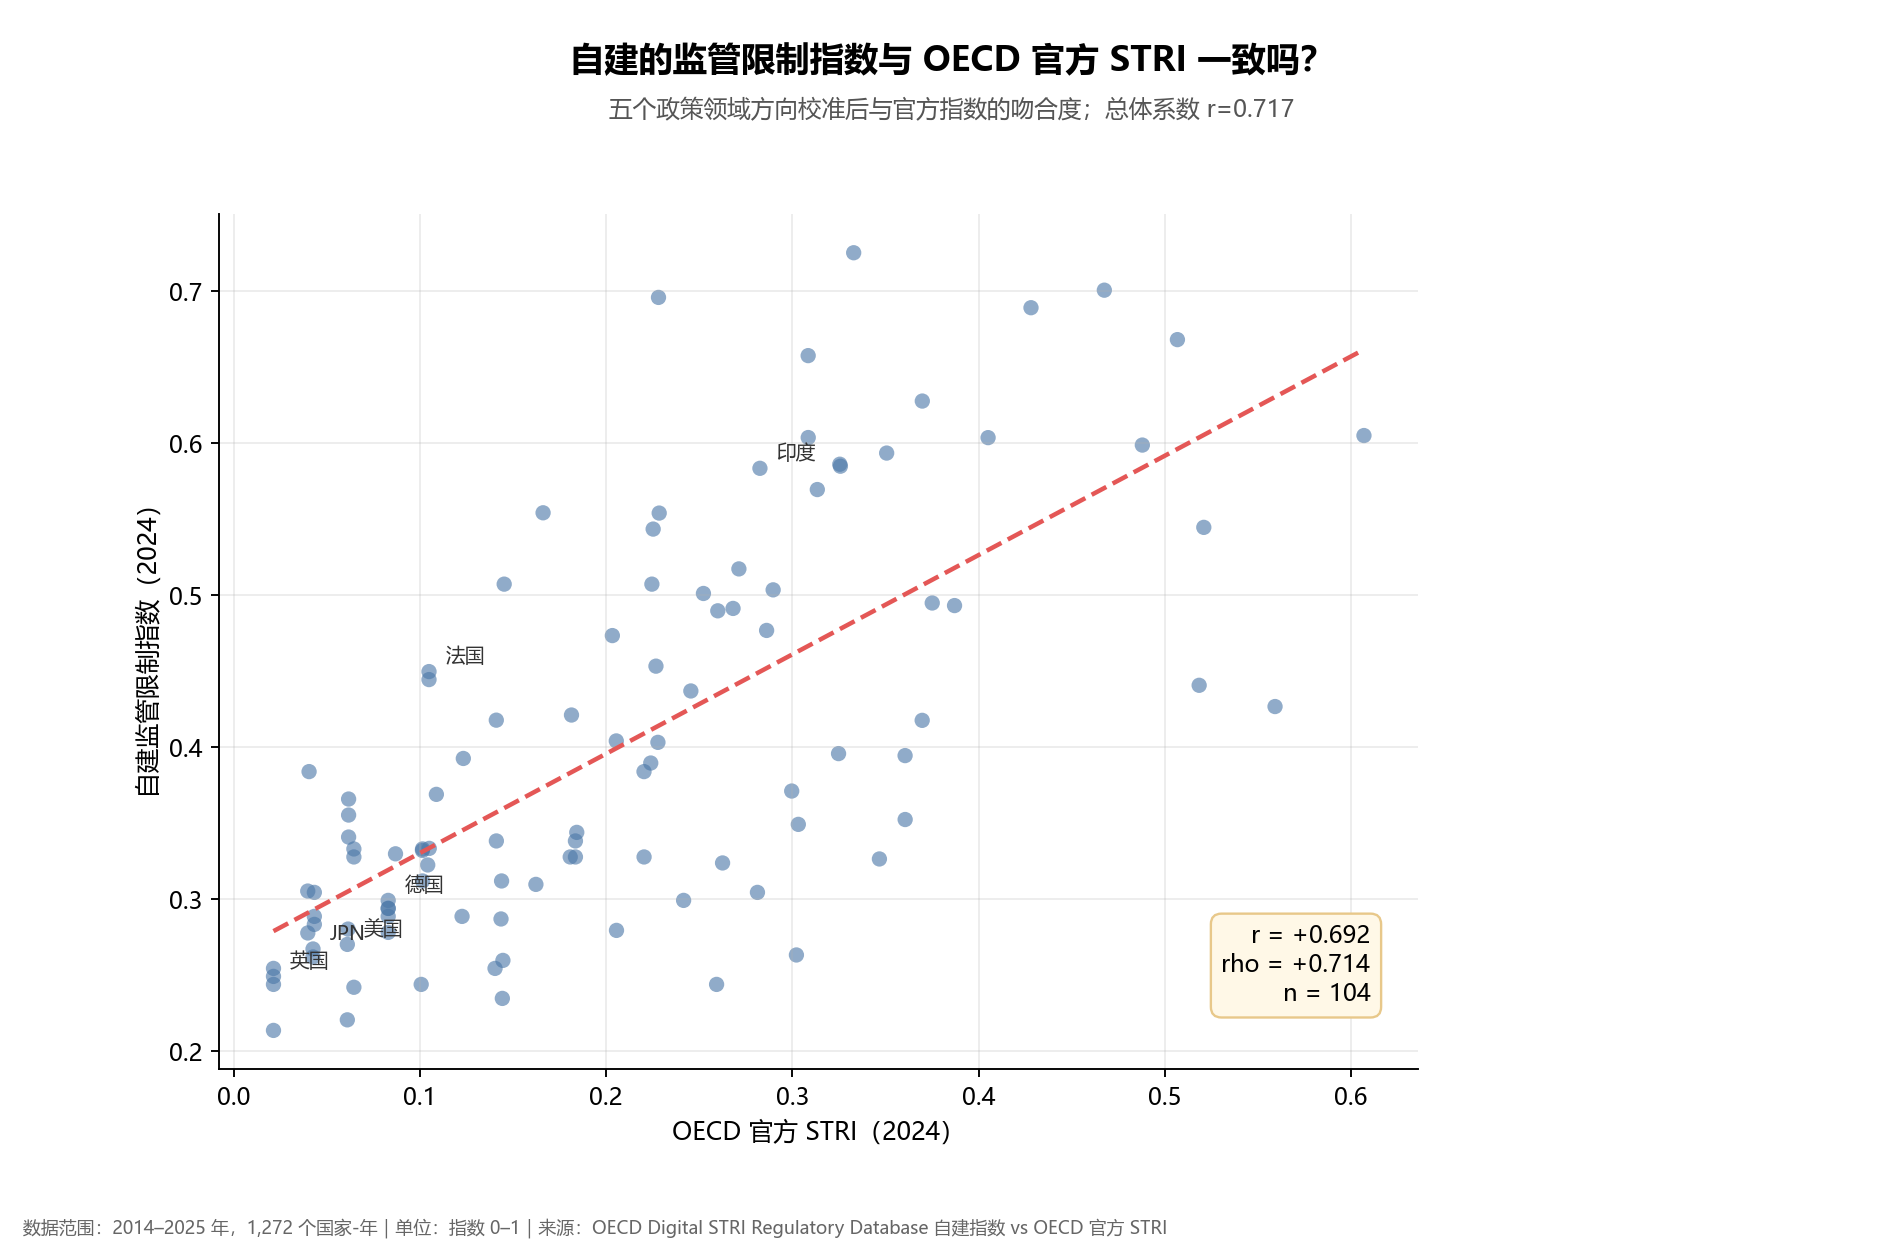 自建的监管限制指数与 OECD 官方 STRI 一致吗？
五个政策领域方向校准后与官方指数的吻合度；总体系数 r=0.717
自建监管限制指数（2024）
0.7
0.6
0.5
0.4
0.3
0.2
印度
法国
德国
美国
JPN
英国
r = +0.692
rho = +0.714
n = 104
0.0 0.1 0.2 0.3 0.4 0.5 0.6
OECD 官方 STRI（2024）
数据范围：2014–2025 年，1,272 个国家-年 | 单位：指数 0–1 | 来源：OECD Digital STRI Regulatory Database 自建指数 vs OECD 官方 STRI